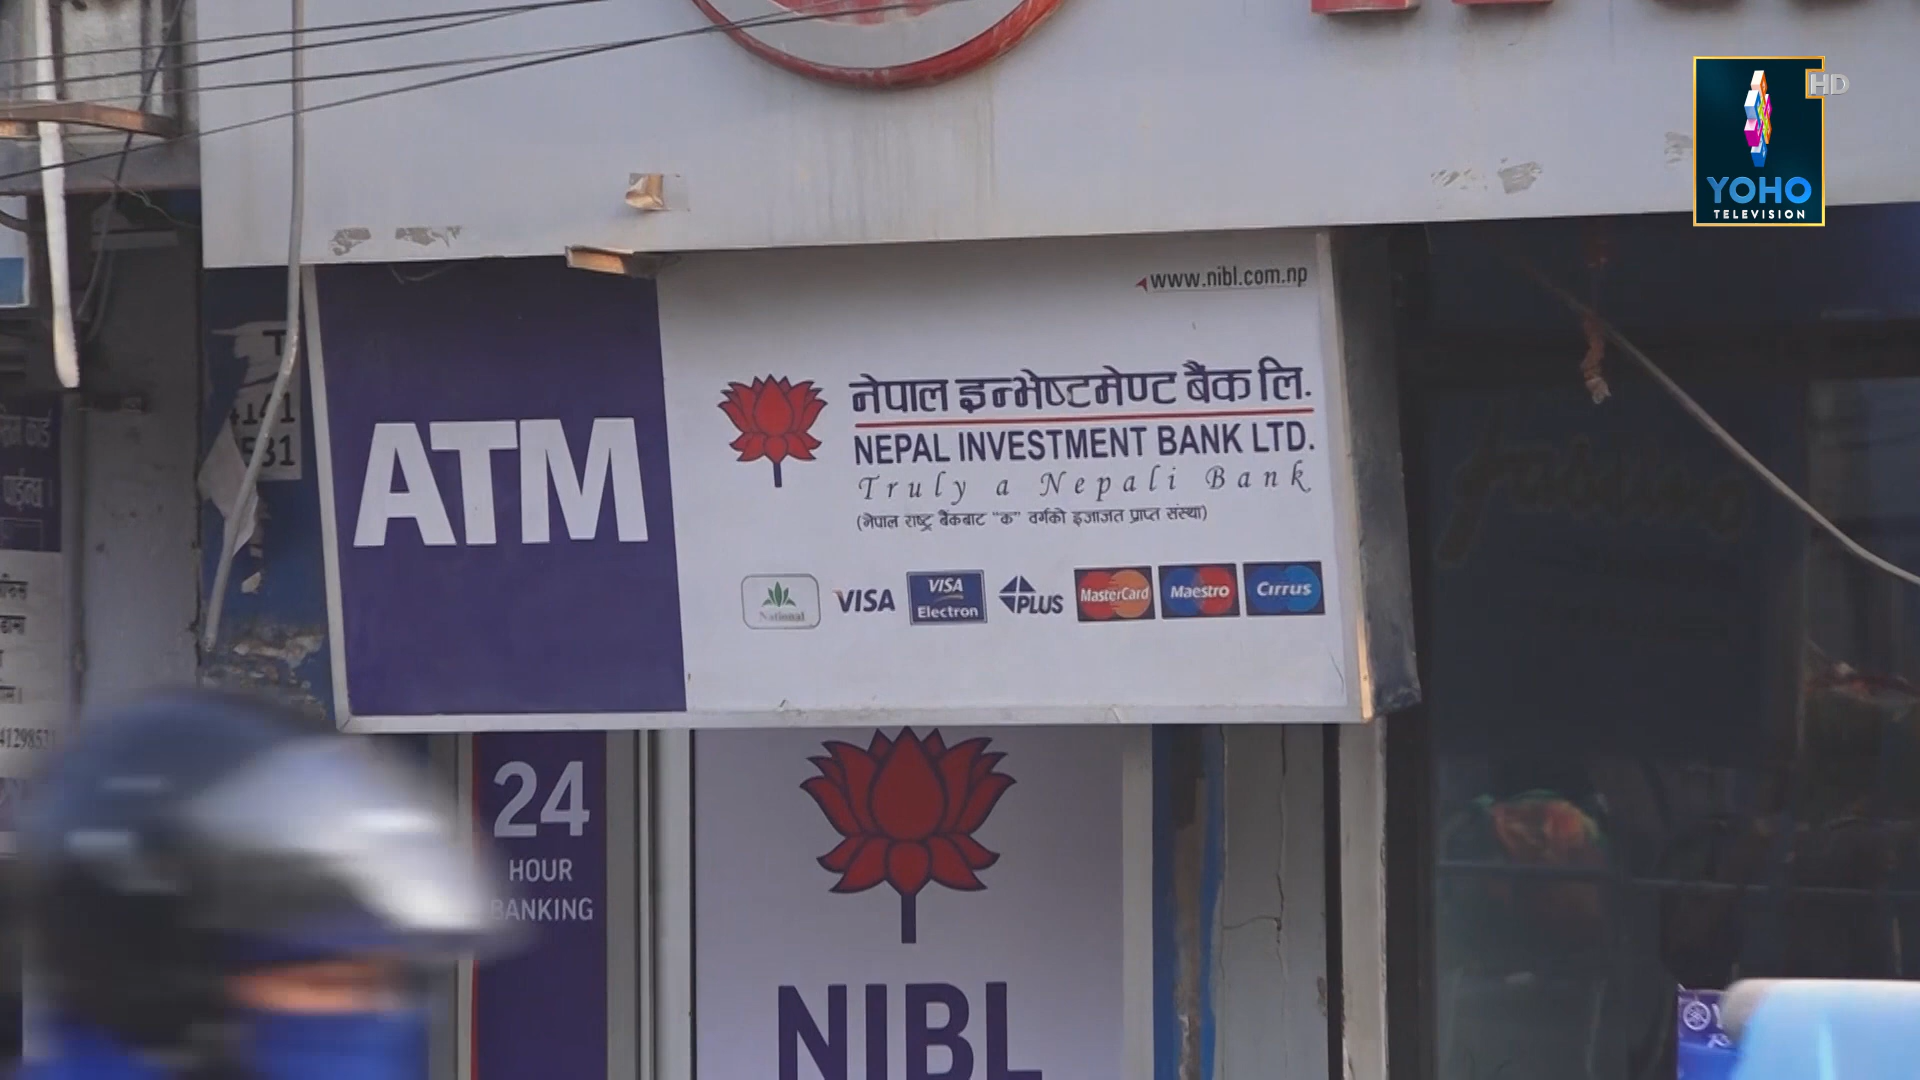 HD
YOHO
TELEVISION
www.nibl.com.np
ATM
नेपाल इन्भेष्टमेण्ट बैंक लि.
NEPAL INVESTMENT BANK LTD.
Truly a Nepali Bank
(नेपाल राष्ट्र बैंकबाट "क" वर्गको इजाजत प्राप्त संस्था)
National
VISA
VISA
Electron
PLUS
MasterCard
Maestro
Cirrus
24
HOUR
BANKING
NIBL